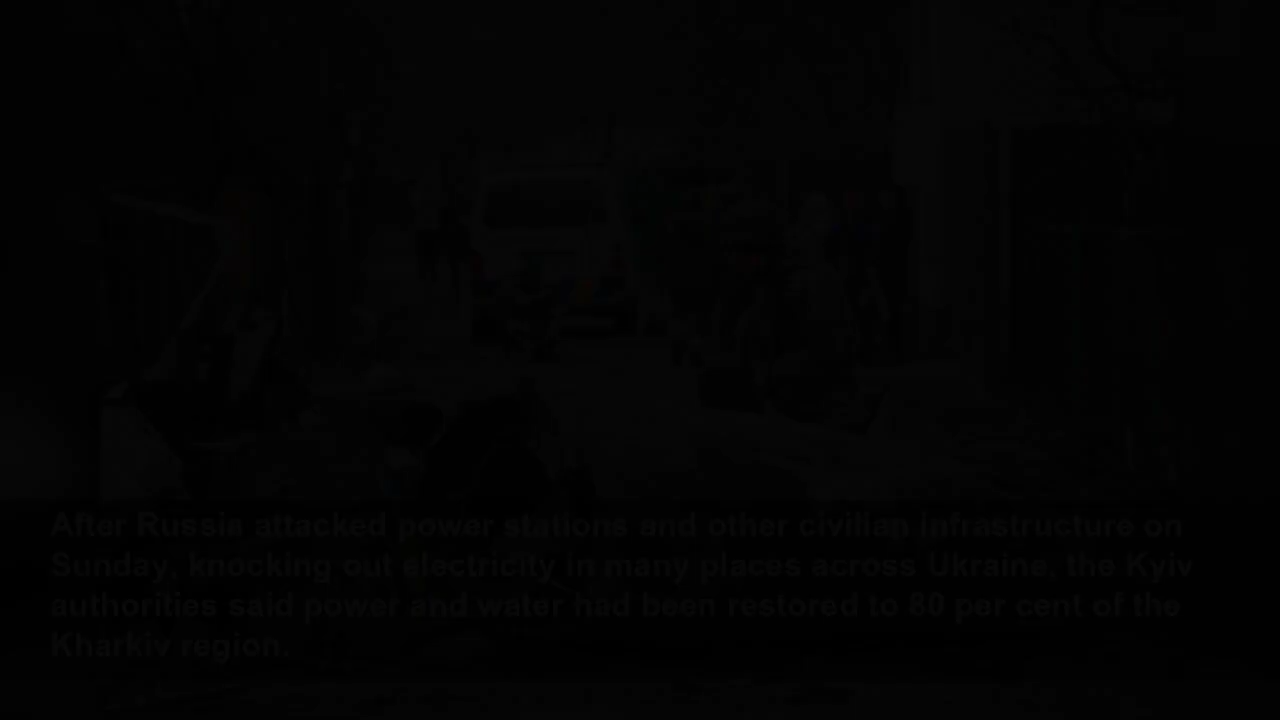 After Russia attacked power stations and other civilian infrastructure on
Sunday, knocking out electricity in many places across Ukraine, the Kyiv
authorities said power and water had been restored to 80 per cent of the
Kharkiv region.